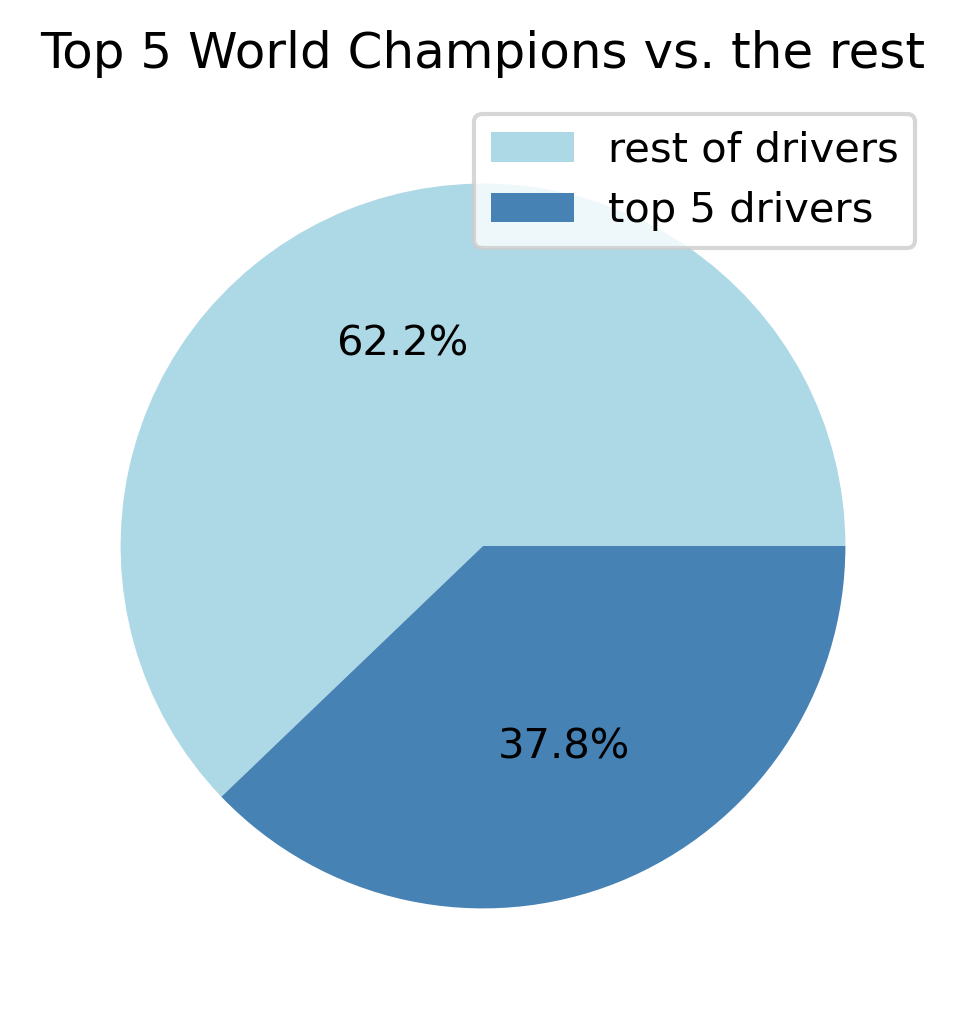 Top 5 World Champions vs. the rest
rest of drivers
top 5 drivers
62.2%
37.8%